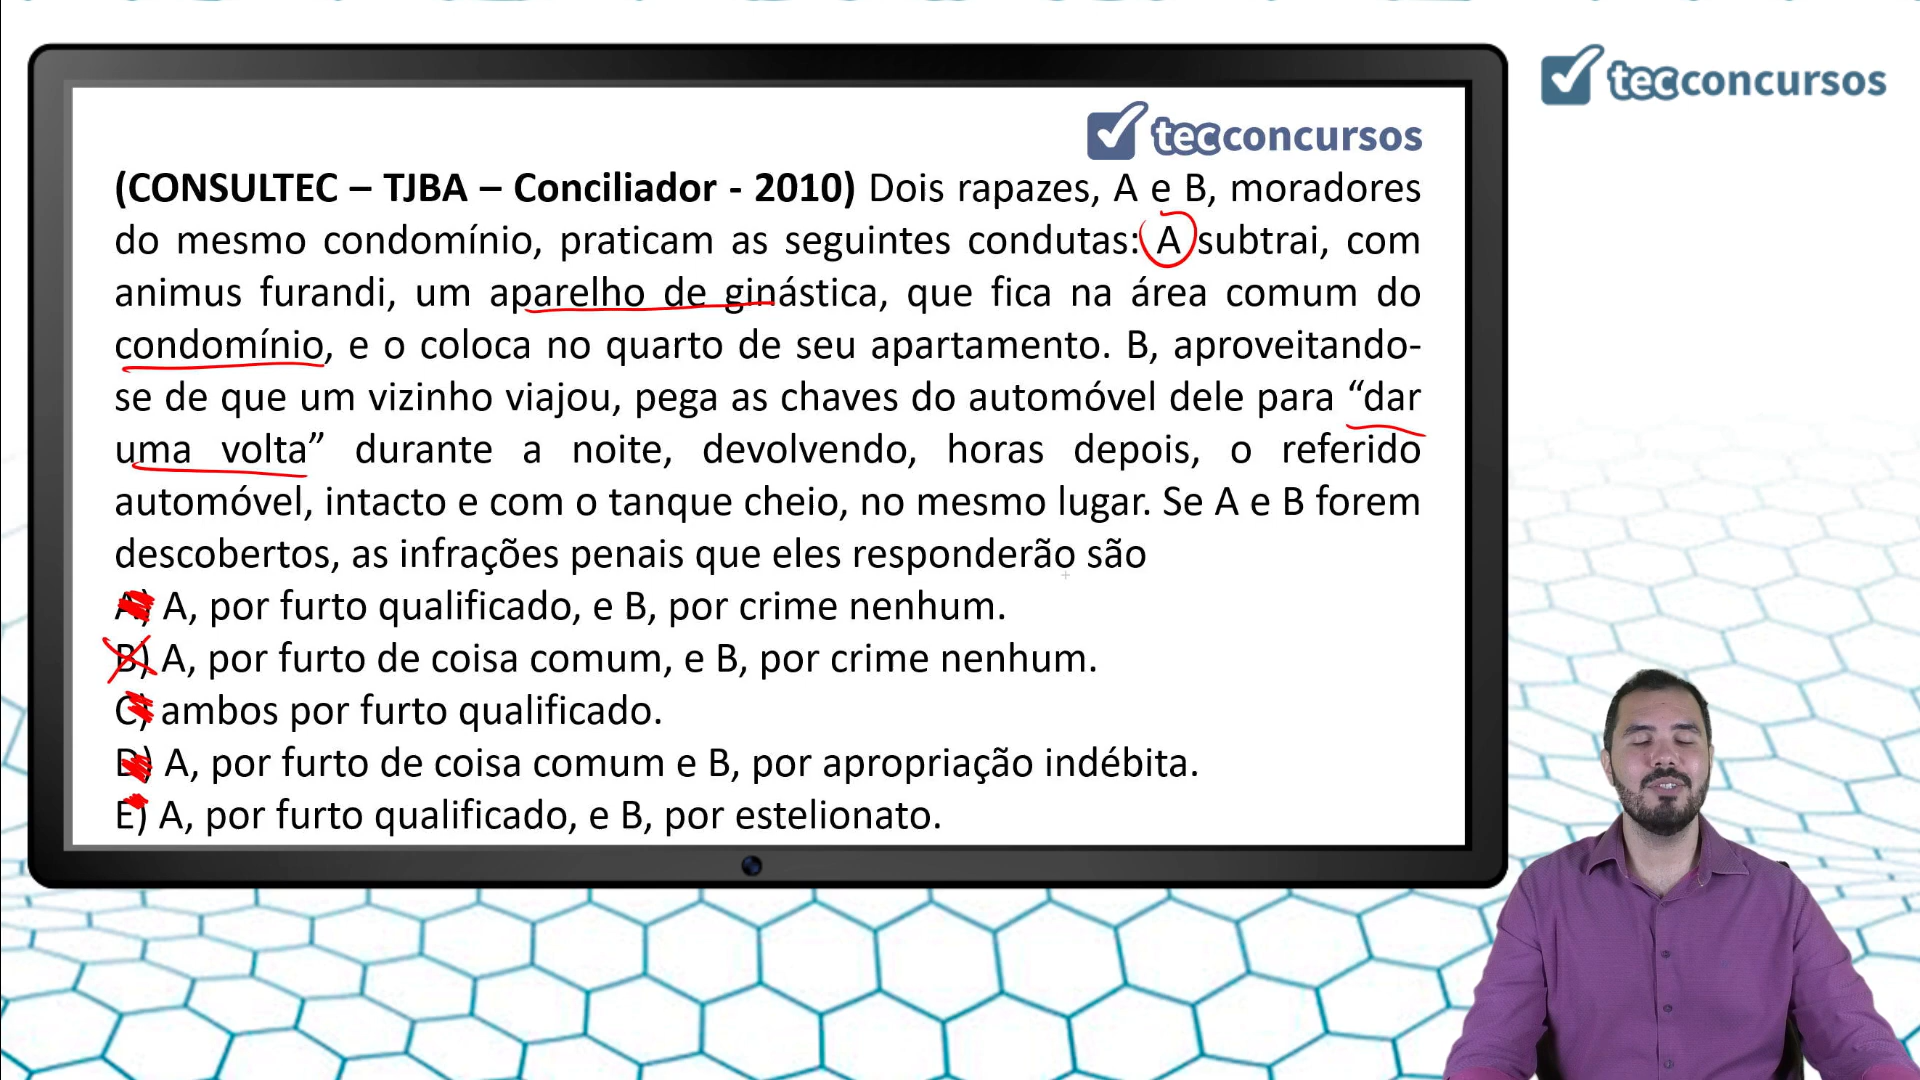 tecconcursos
tecconcursos
(CONSULTEC – TJBA – Conciliador - 2010) Dois rapazes, A e B, moradores
do mesmo condomínio, praticam as seguintes condutas: A subtrai, com
animus furandi, um aparelho de ginástica, que fica na área comum do
condomínio, e o coloca no quarto de seu apartamento. B, aproveitando-
se de que um vizinho viajou, pega as chaves do automóvel dele para “dar
uma volta” durante a noite, devolvendo, horas depois, o referido
automóvel, intacto e com o tanque cheio, no mesmo lugar. Se A e B forem
descobertos, as infrações penais que eles responderão são
A) A, por furto qualificado, e B, por crime nenhum.
B) A, por furto de coisa comum, e B, por crime nenhum.
C) ambos por furto qualificado.
D) A, por furto de coisa comum e B, por apropriação indébita.
E) A, por furto qualificado, e B, por estelionato.